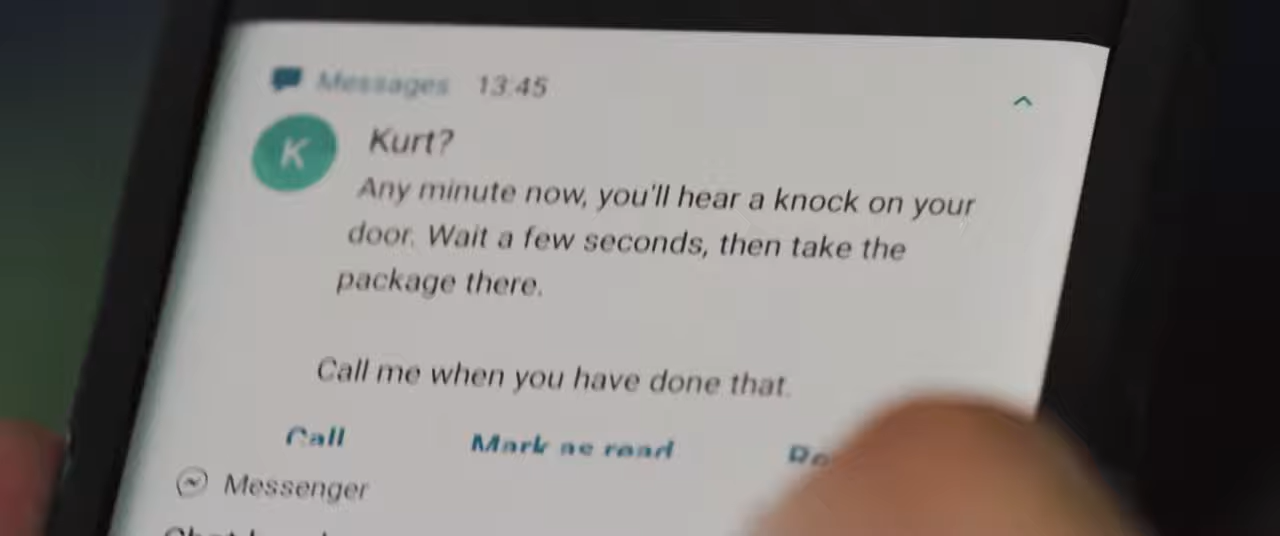 Messages 13:45
K
Kurt?
Any minute now, you'll hear a knock on your
door. Wait a few seconds, then take the
package there.
Call me when you have done that.
Call Mark as read
Messenger